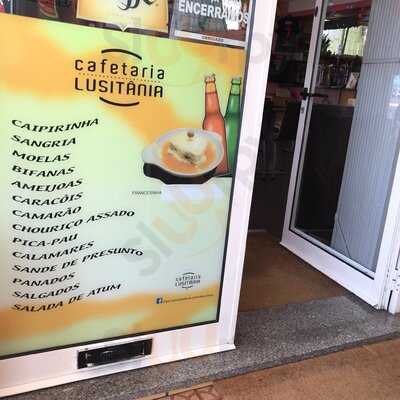 ENCERRAMOS
cafetaria
LUSITÂNIA
CAIPIRINHA
SANGRIA
MOELAS
BIFANAS
AMEIJOAS
CARACÓIS
CAMARÃO
CHOURIÇO ASSADO
PICA-PAU
CALAMARES
SANDE DE PRESUNTO
PANADOS
SALGADOS
SALADA DE ATUM
FRANCESINHA
cafetaria
LUSITÂNIA